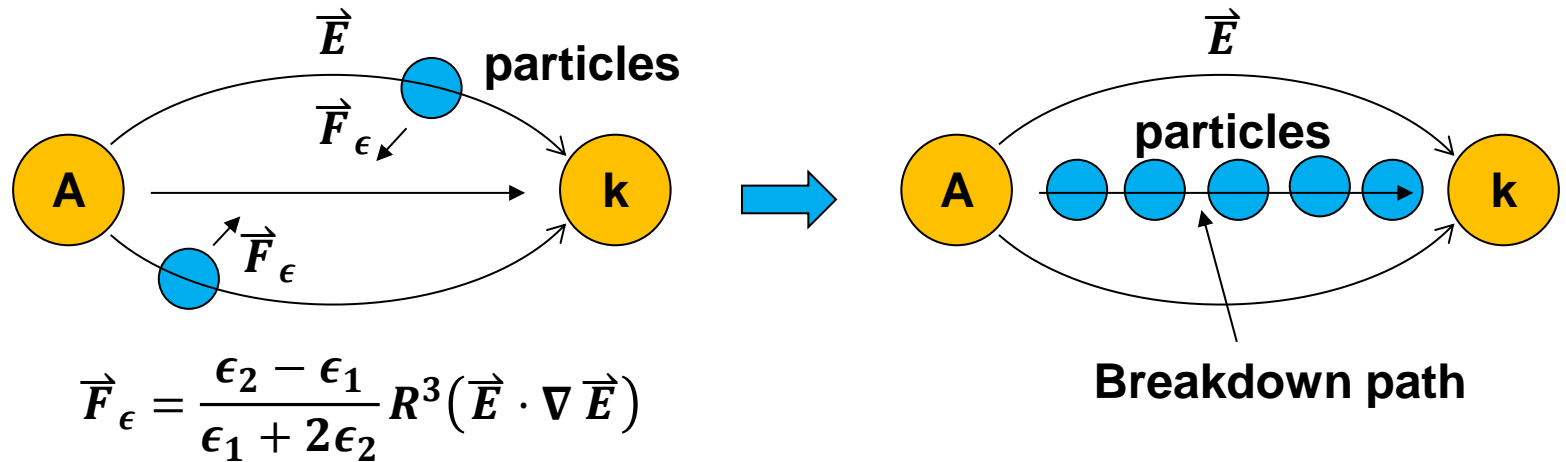 E⃗
particles
F⃗ ϵ
A
k
F⃗ ϵ
F⃗ ϵ = (ϵ2 − ϵ1)/(ϵ1 + 2ϵ2) R³(E⃗ · ∇ E⃗)
E⃗
particles
A
k
Breakdown path